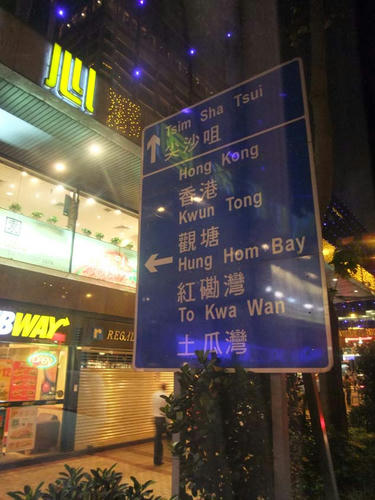 Tsim Sha Tsui
尖沙咀
Hong Kong
香港
Kwun Tong
觀塘
Hung Hom Bay
紅磡灣
To Kwa Wan
土瓜灣
BWAY
REGAL
OPEN